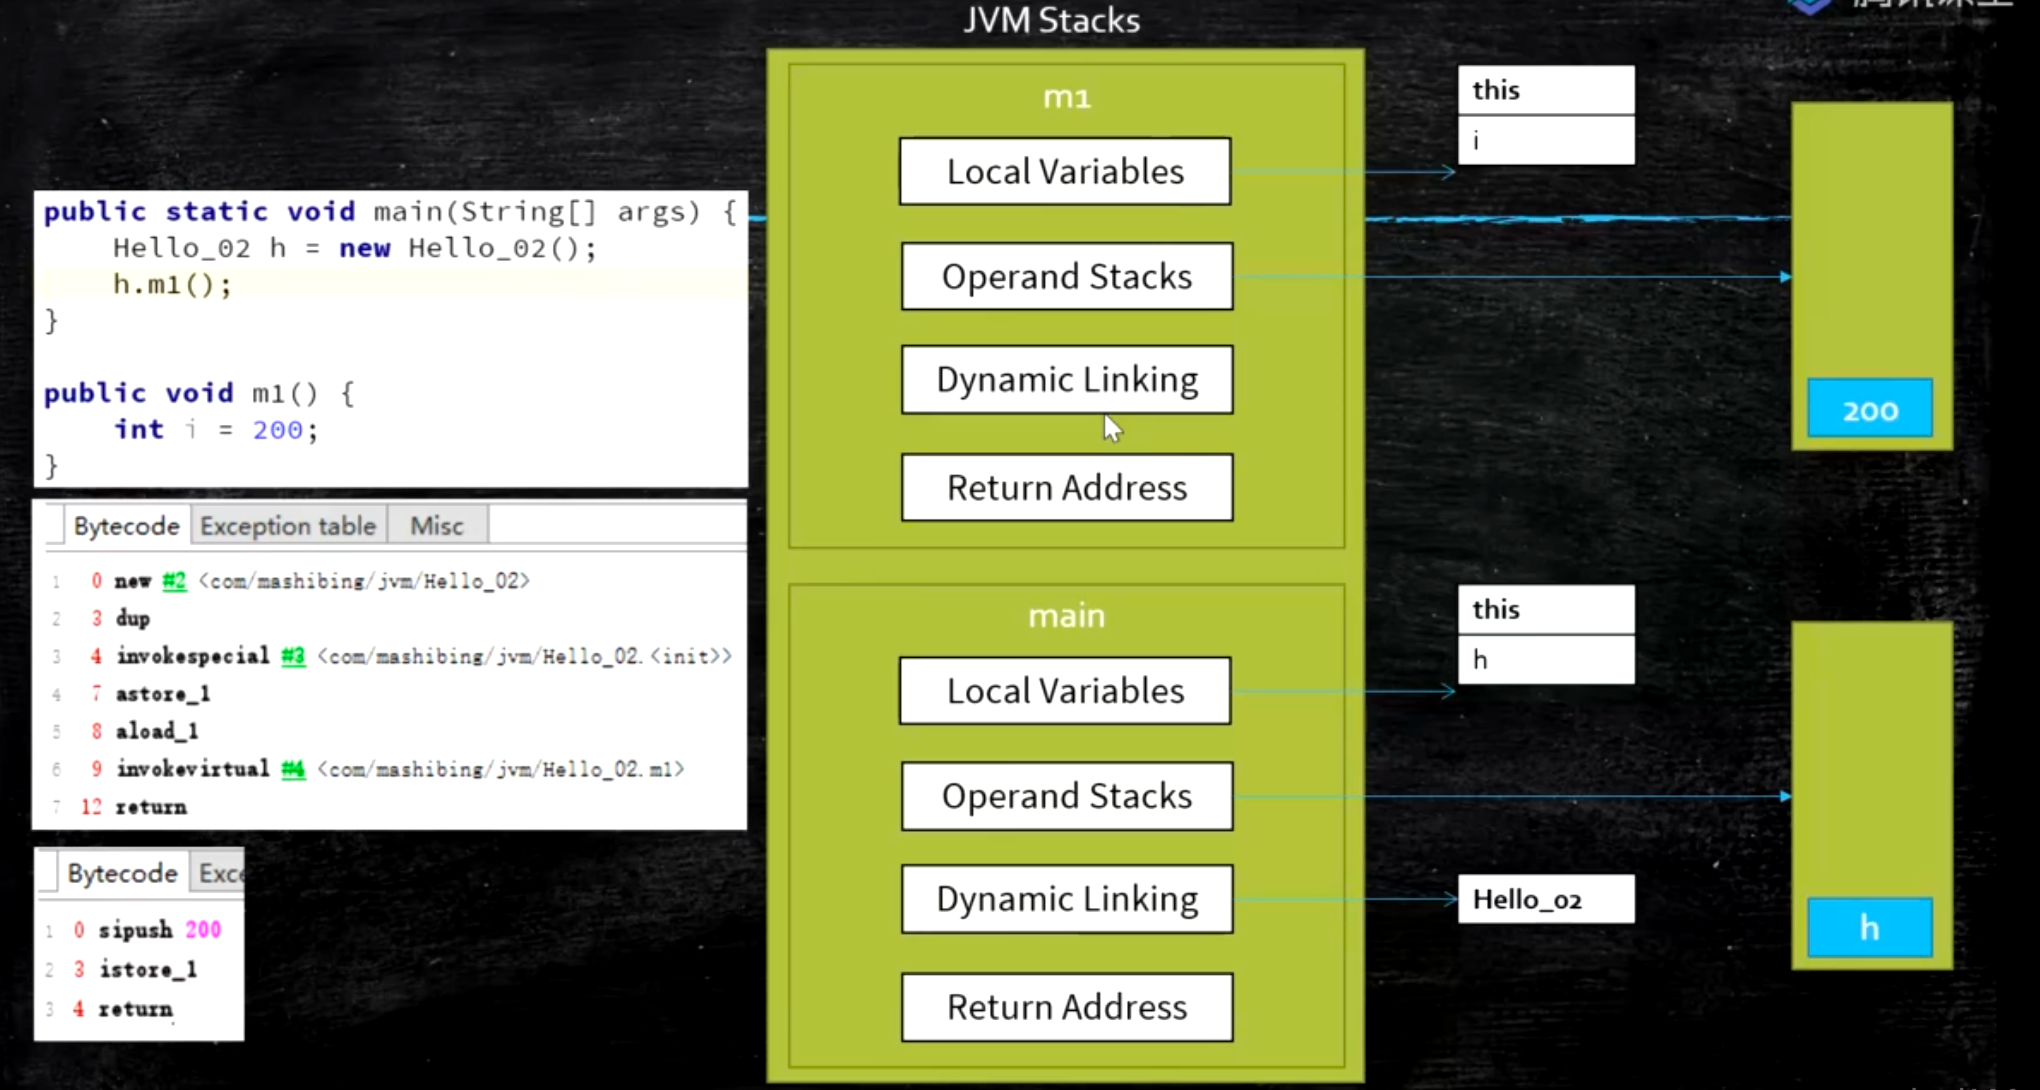 JVM Stacks
public static void main(String[] args) {
    Hello_02 h = new Hello_02();
    h.m1();
}
public void m1() {
    int i = 200;
}
Bytecode Exception table Misc
1 0 new #2 <com/mashibing/jvm/Hello_02>
2 3 dup
3 4 invokespecial #3 <com/mashibing/jvm/Hello_02.<init>>
4 7 astore_1
5 8 aload_1
6 9 invokevirtual #4 <com/mashibing/jvm/Hello_02.m1>
7 12 return
Bytecode
1 0 sipush 200
2 3 istore_1
3 4 return
m1
Local Variables
Operand Stacks
Dynamic Linking
Return Address
this
i
200
main
Local Variables
Operand Stacks
Dynamic Linking
Return Address
this
h
Hello_02
h